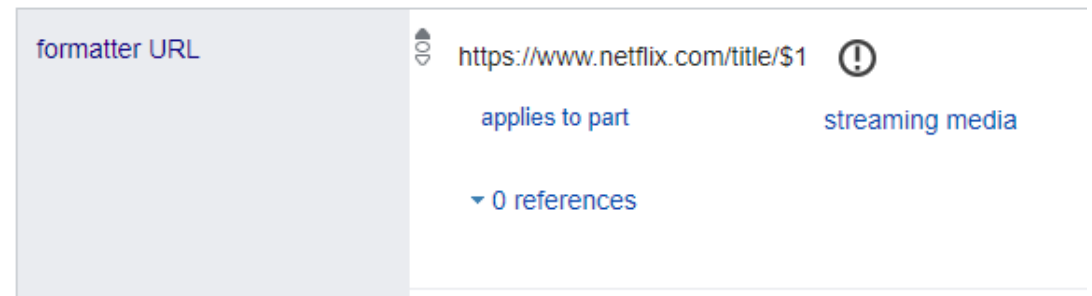 formatter URL
https://www.netflix.com/title/$1
applies to part streaming media
0 references